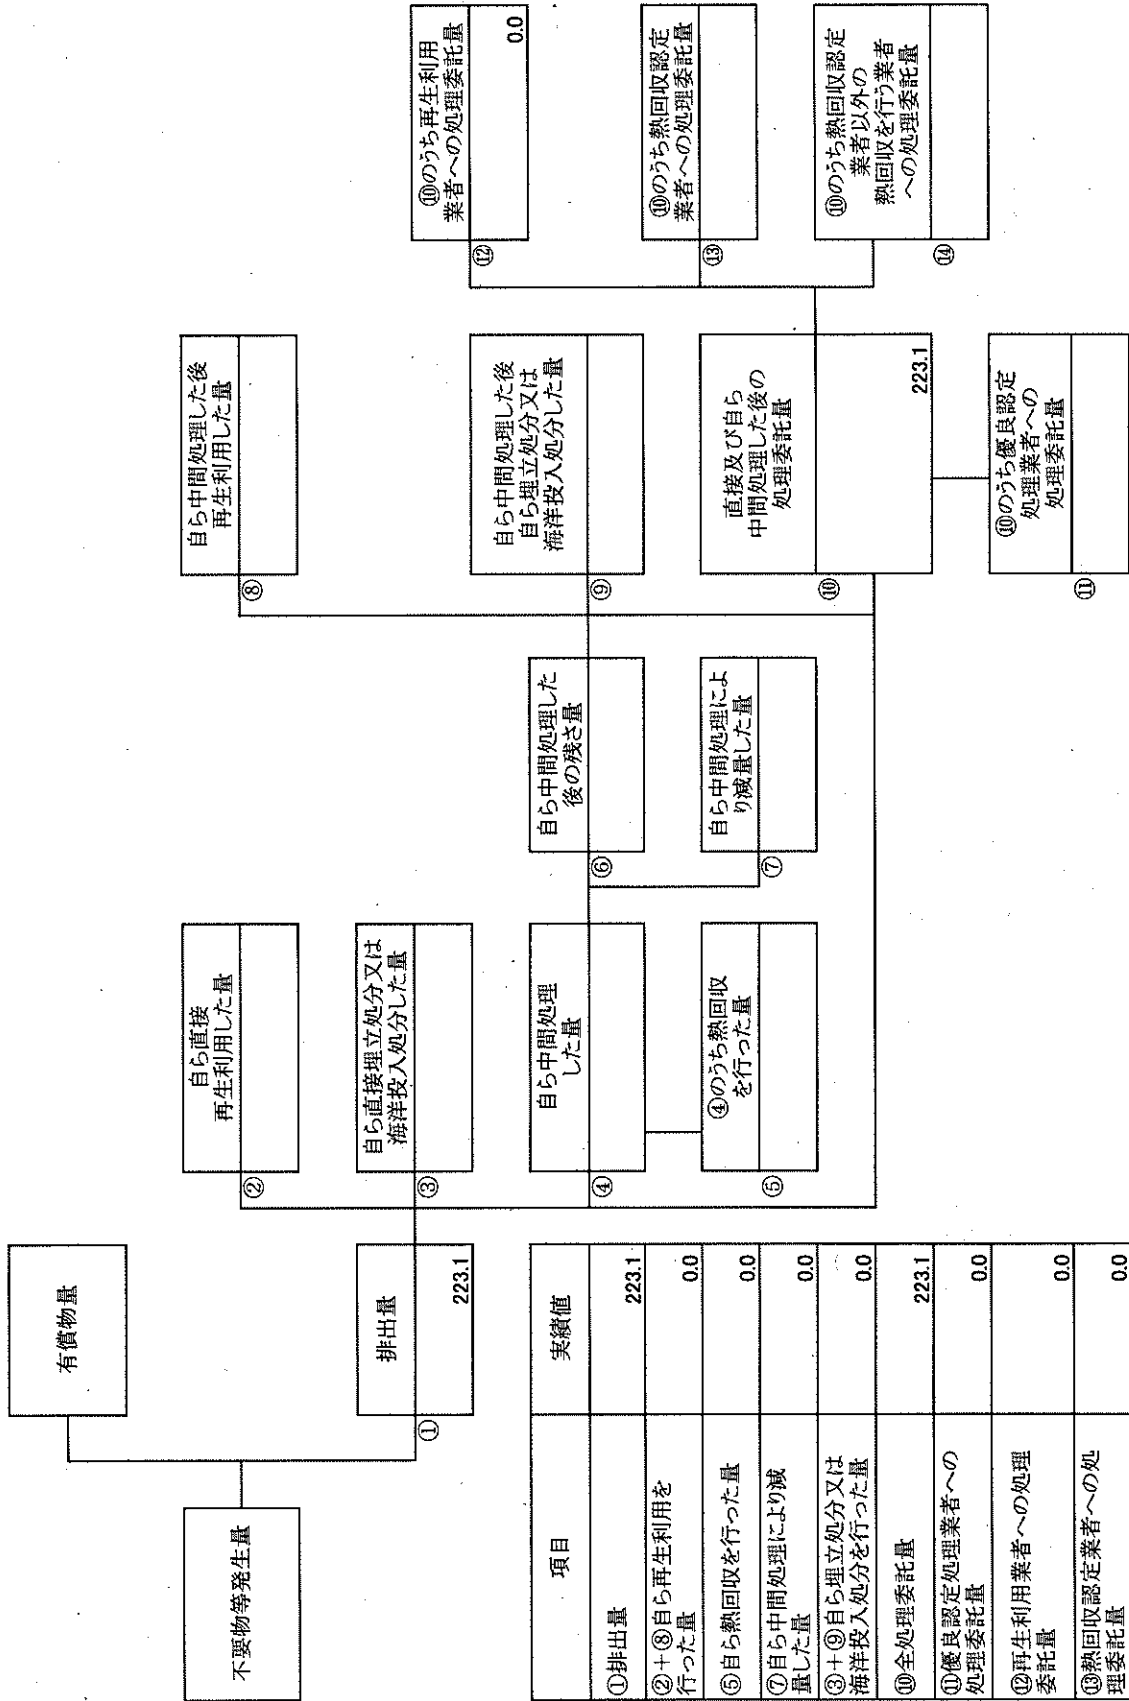 不要物等発生量
有償物量
排出量
①
223.1
自ら直接
再生利用した量
②
自ら直接埋立処分又は
海洋投入処分した量
③
自ら中間処理
した量
④
④のうち熱回収
を行った量
⑤
自ら中間処理した
後の残さ量
⑥
自ら中間処理によ
り減量した量
⑦
自ら中間処理した後
再生利用した量
⑧
自ら中間処理した後
自ら埋立処分又は
海洋投入処分した量
⑨
直接及び自ら
中間処理した後の
処理委託量
⑩
223.1
⑩のうち優良認定
処理業者への
処理委託量
⑪
⑩のうち再生利用
業者への処理委託量
⑫
0.0
⑩のうち熱回収認定
業者への処理委託量
⑬
⑩のうち熱回収認定
業者以外の
熱回収を行う業者
への処理委託量
⑭
項目 実績値
①排出量 223.1
②+⑧自ら再生利用を
行った量 0.0
⑤自ら熱回収を行った量 0.0
⑦自ら中間処理により減
量した量 0.0
③+⑨自ら埋立処分又は
海洋投入処分を行った量 0.0
⑩全処理委託量 223.1
⑪優良認定処理業者への
処理委託量 0.0
⑫再生利用業者への処理
委託量 0.0
⑬熱回収認定業者への処
理委託量 0.0